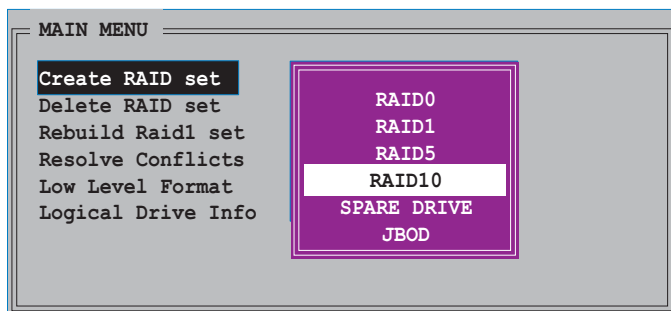 MAIN MENU
Create RAID set
Delete RAID set
Rebuild Raid1 set
Resolve Conflicts
Low Level Format
Logical Drive Info
RAID0
RAID1
RAID5
RAID10
SPARE DRIVE
JBOD